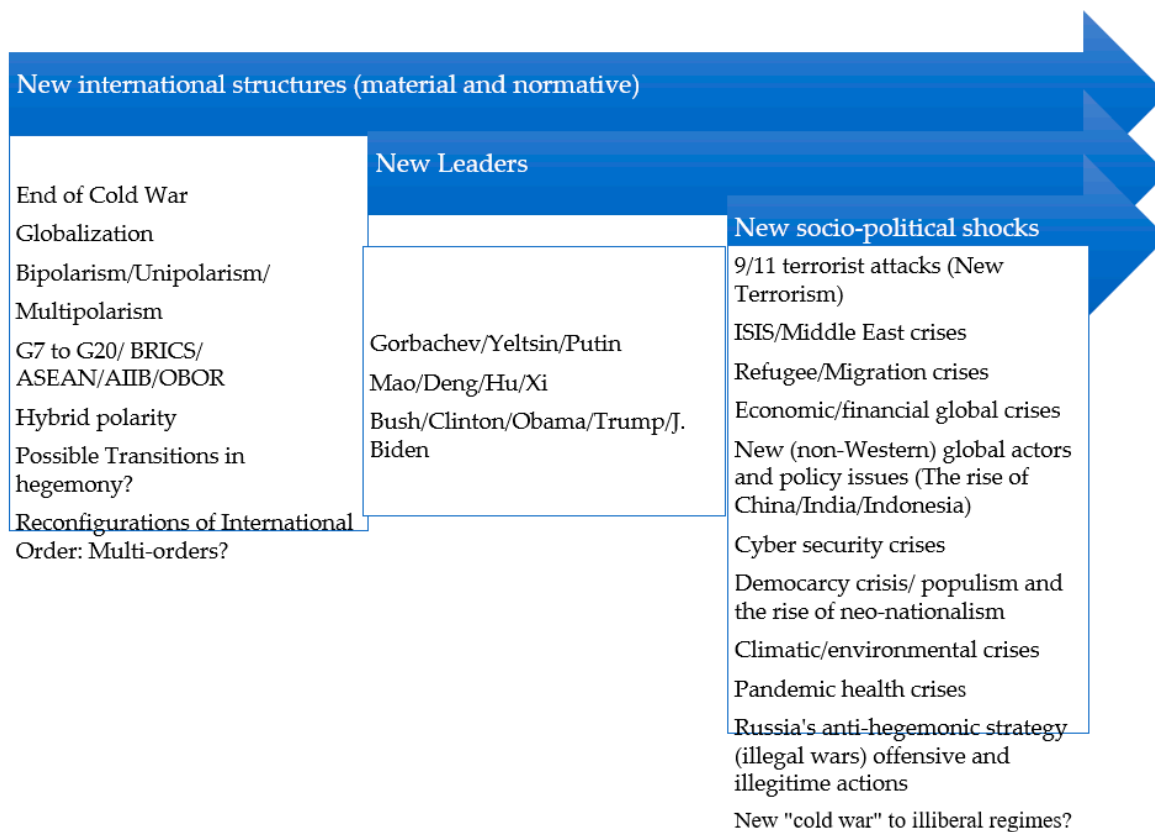 New international structures (material and normative)
End of Cold War
Globalization
Bipolarism/Unipolarism/
Multipolarism
G7 to G20/ BRICS/
ASEAN/AIIB/OBOR
Hybrid polarity
Possible Transitions in
hegemony?
Reconfigurations of International
Order: Multi-orders?
New Leaders
Gorbachev/Yeltsin/Putin
Mao/Deng/Hu/Xi
Bush/Clinton/Obama/Trump/J.
Biden
New socio-political shocks
9/11 terrorist attacks (New
Terrorism)
ISIS/Middle East crises
Refugee/Migration crises
Economic/financial global crises
New (non-Western) global actors
and policy issues (The rise of
China/India/Indonesia)
Cyber security crises
Democarcy crisis/ populism and
the rise of neo-nationalism
Climatic/environmental crises
Pandemic health crises
Russia's anti-hegemonic strategy
(illegal wars) offensive and
illegitime actions
New "cold war" to illiberal regimes?